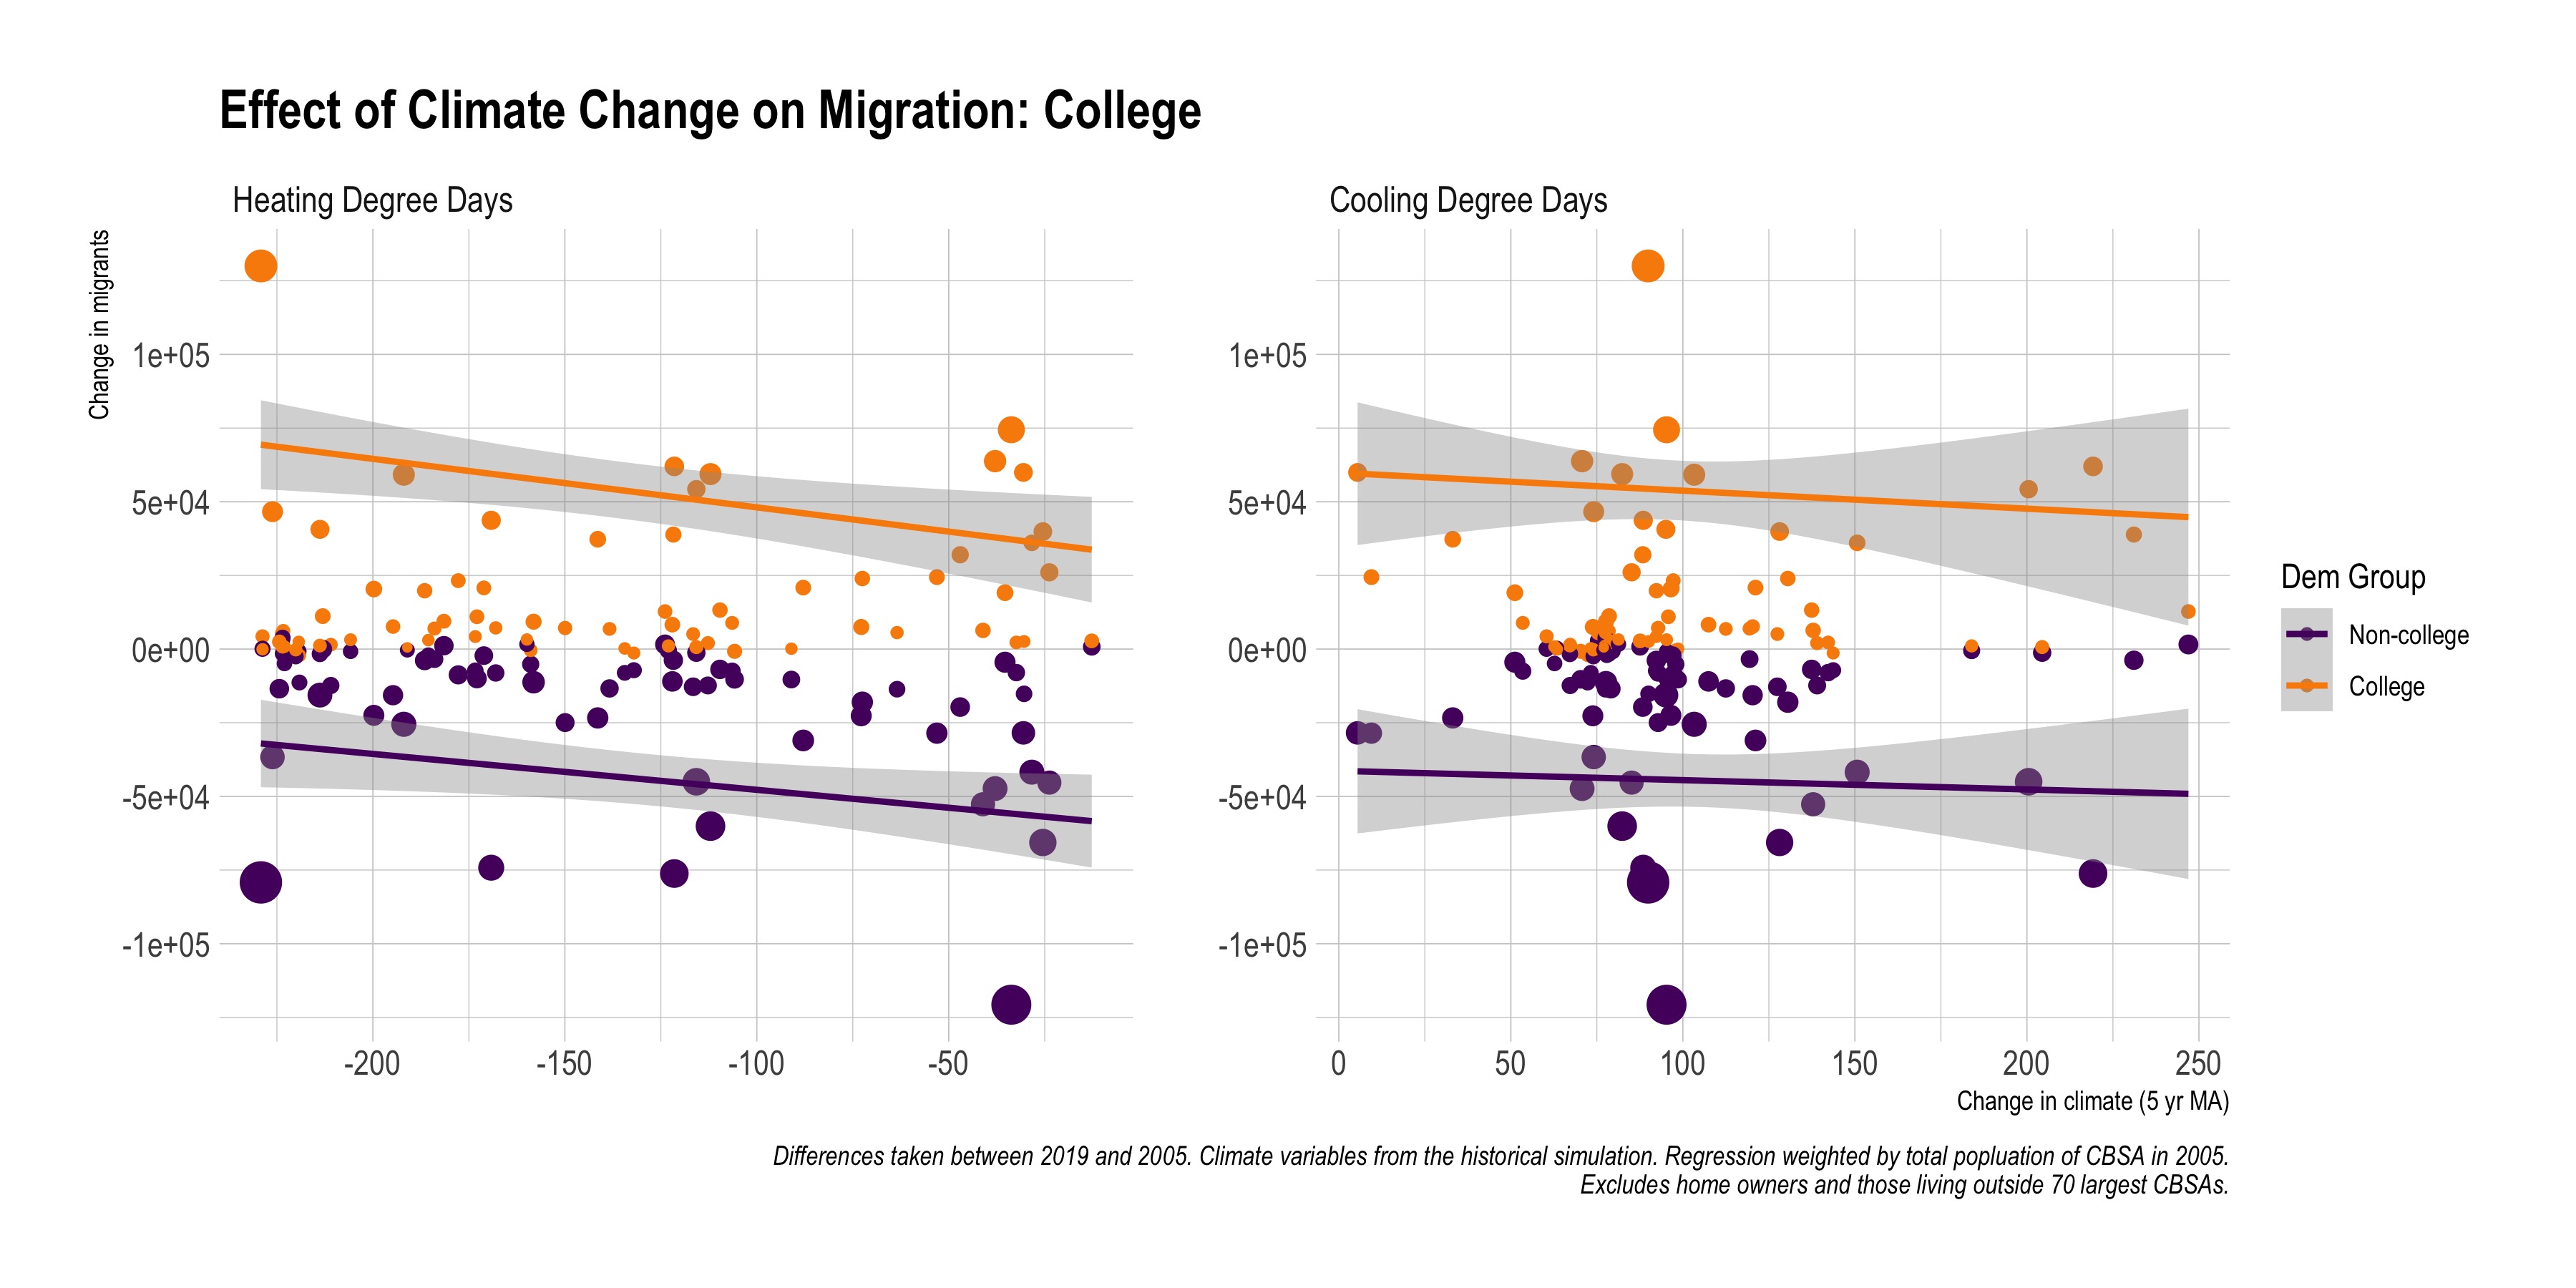 Effect of Climate Change on Migration: College
Heating Degree Days
Cooling Degree Days
Change in migrants
1e+05
5e+04
0e+00
-5e+04
-1e+05
1e+05
5e+04
0e+00
-5e+04
-1e+05
-200 -150 -100 -50
0 50 100 150 200 250
Change in climate (5 yr MA)
Dem Group
Non-college
College
Differences taken between 2019 and 2005. Climate variables from the historical simulation. Regression weighted by total popluation of CBSA in 2005.
Excludes home owners and those living outside 70 largest CBSAs.